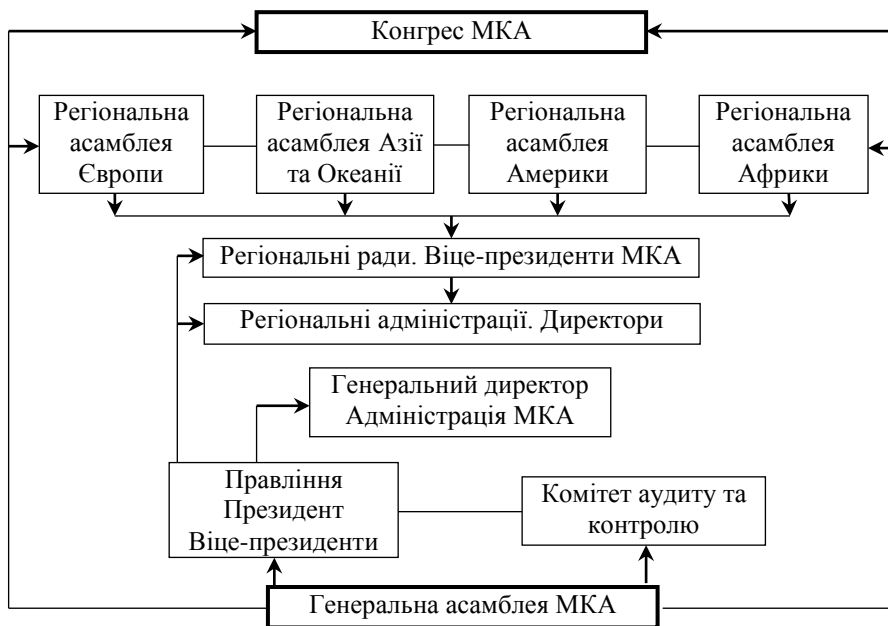 Конгрес МКА
Регіональна
асамблея
Європи
Регіональна
асамблея Азії
та Океанії
Регіональна
асамблея
Америки
Регіональна
асамблея
Африки
Регіональні ради. Віце-президенти МКА
Регіональні адміністрації. Директори
Генеральний директор
Адміністрація МКА
Правління
Президент
Віце-президенти
Комітет аудиту та
контролю
Генеральна асамблея МКА